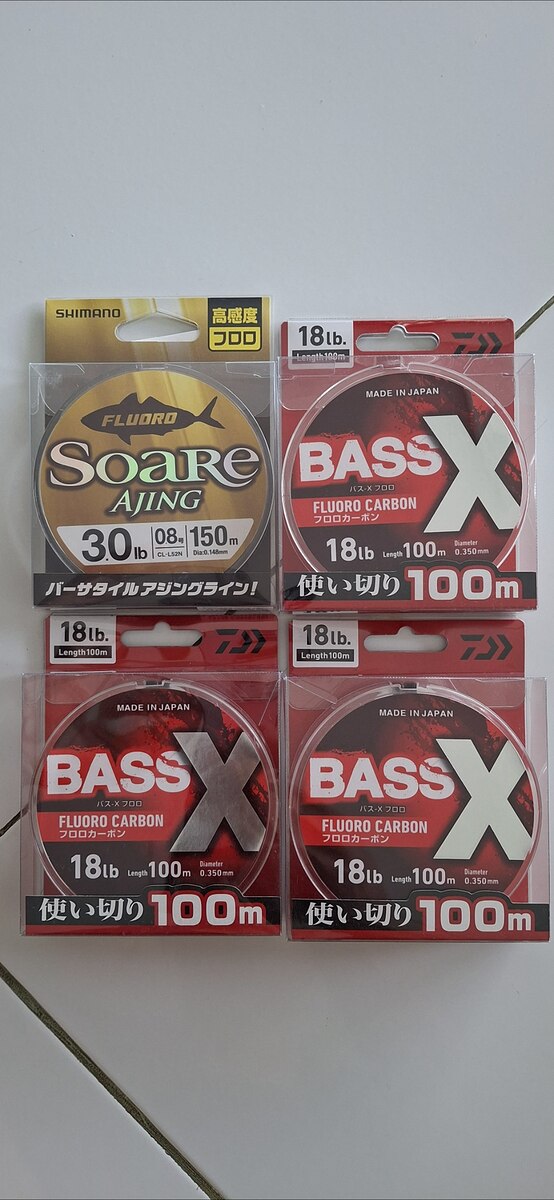 SHIMANO
高感度
フロロ
FLUORO
SOARE
AJING
3.0lb 0.8号 150m
CL-L52N Dia:0.148mm
バーサタイルアジングライン!
18lb.
Length100m
MADE IN JAPAN
BASS X
バス-X フロロ
FLUORO CARBON
フロロカーボン
18lb Length 100m Diameter 0.350mm
使い切り 100m
18lb.
Length100m
MADE IN JAPAN
BASS X
バス-X フロロ
FLUORO CARBON
フロロカーボン
18lb Length 100m Diameter 0.350mm
使い切り 100m
18lb.
Length100m
MADE IN JAPAN
BASS X
バス-X フロロ
FLUORO CARBON
フロロカーボン
18lb Length 100m Diameter 0.350mm
使い切り 100m